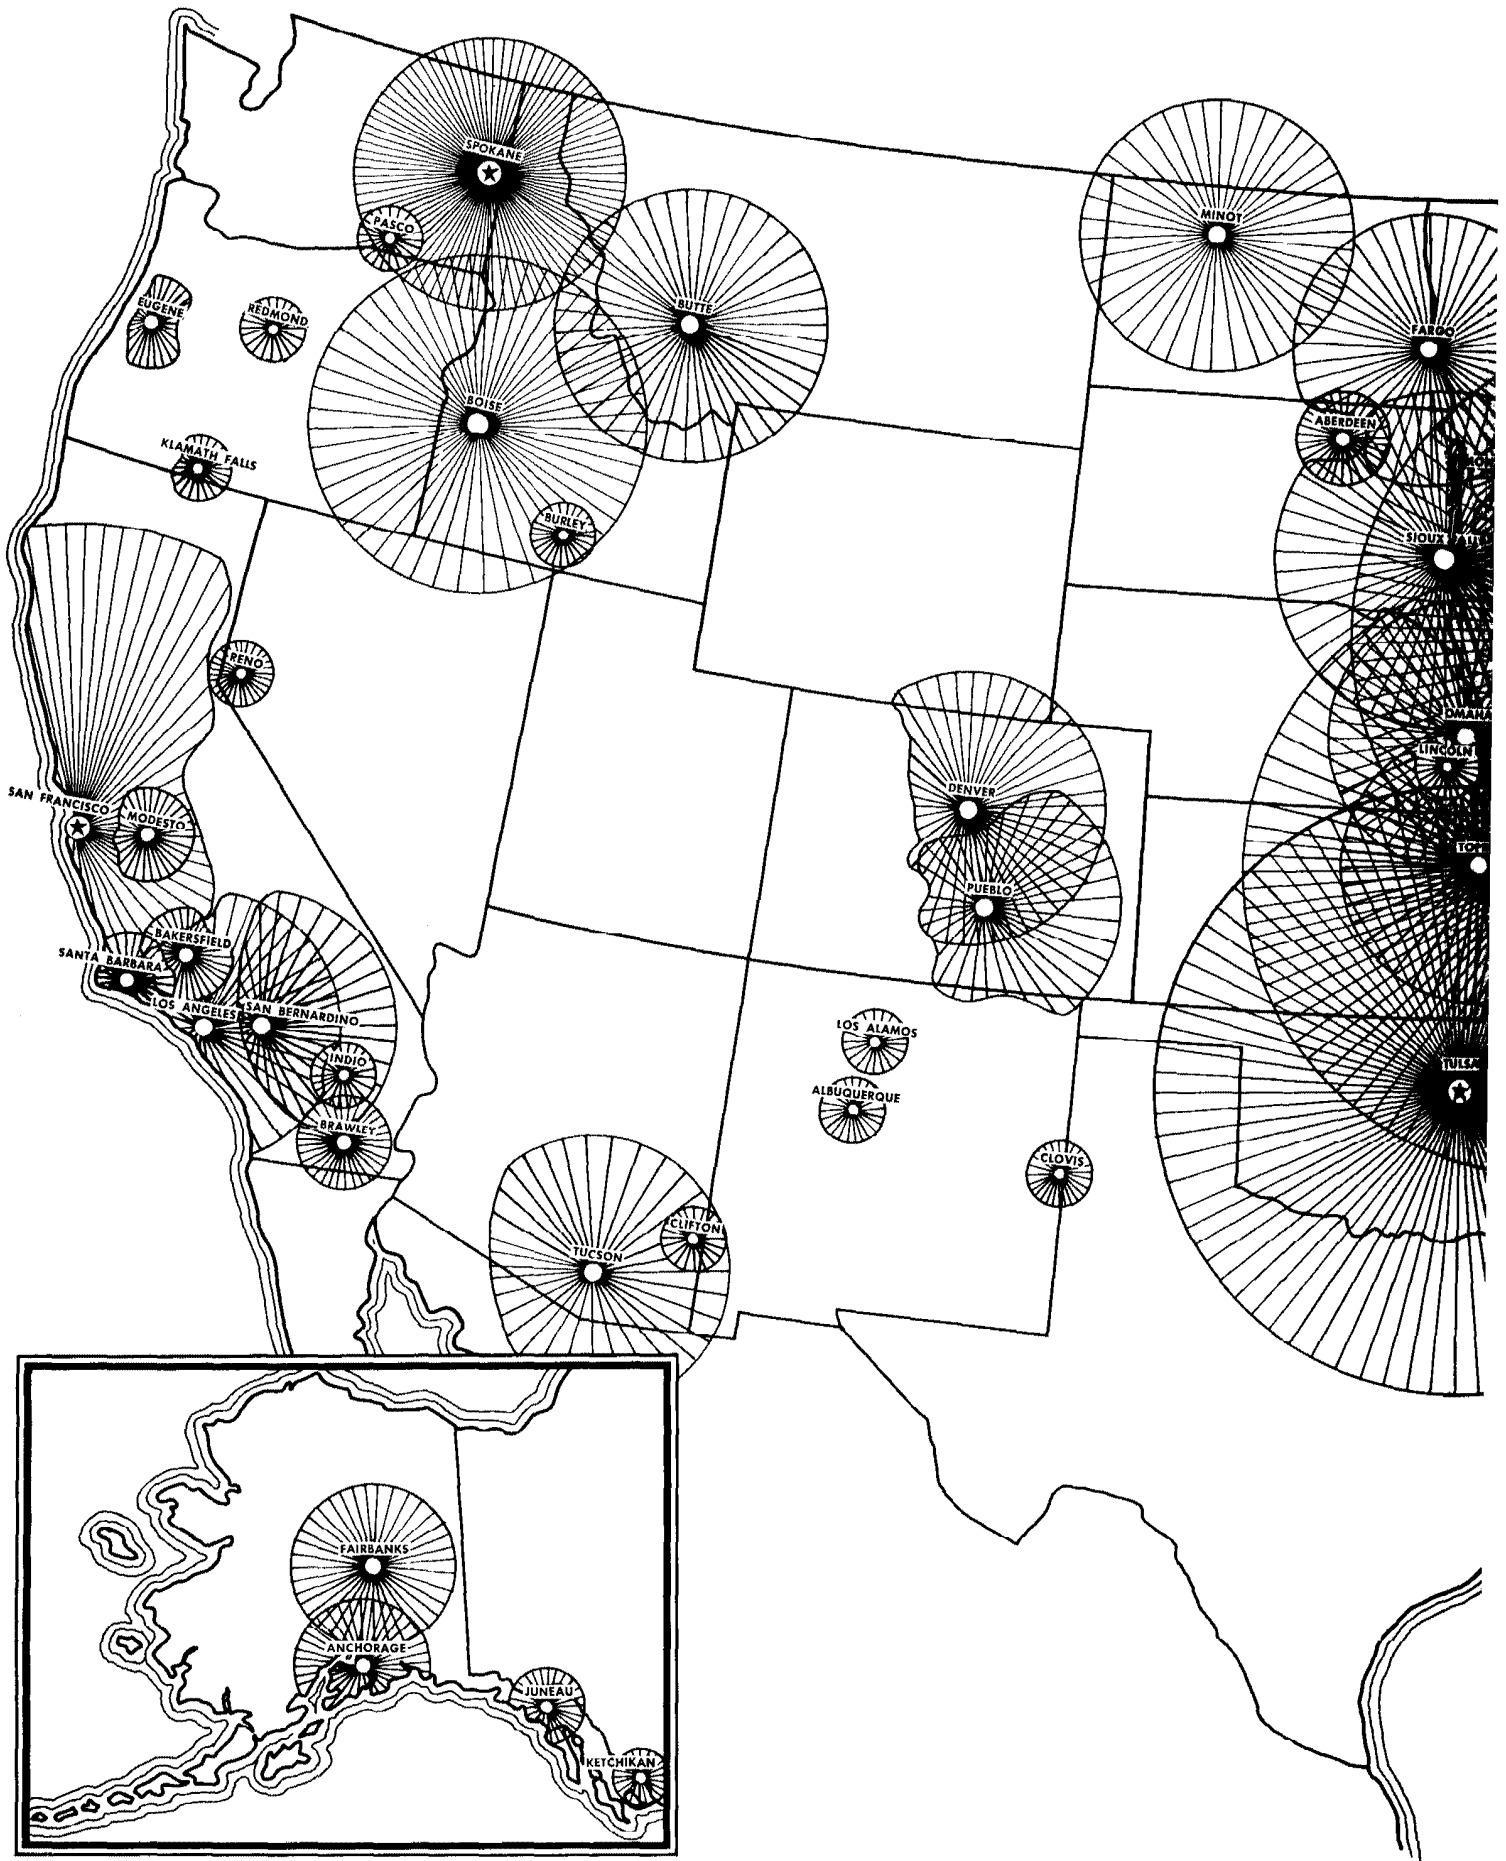 SPOKANE
PASCO
MINOT
EUGENE
REDMOND
BUTTE
FARGO
BOISE
ABERDEEN
KLAMATH FALLS
BURLEY
SIOUX
RENO
OMAHA
LINCOLN
SAN FRANCISCO
MODESTO
DENVER
PUEBLO
BAKERSFIELD
SANTA BARBARA
LOS ANGELES
SAN BERNARDINO
INDIO
BRAWLEY
LOS ALAMOS
ALBUQUERQUE
TULSA
CLOVIS
CLIFTON
TUCSON
FAIRBANKS
ANCHORAGE
JUNEAU
KETCHIKAN